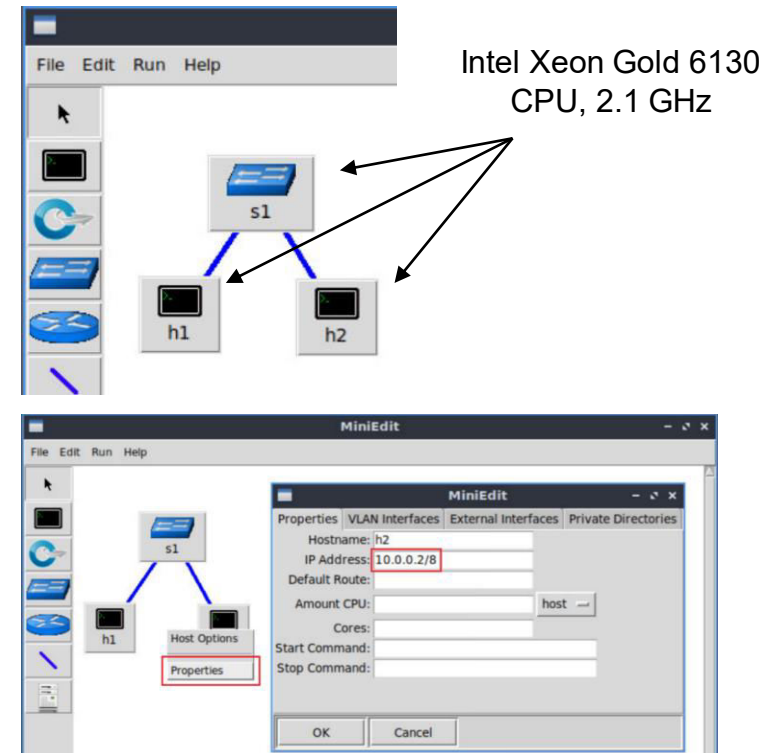 File Edit Run Help
Intel Xeon Gold 6130
CPU, 2.1 GHz
s1
h1
h2
MiniEdit
File Edit Run Help
s1
h1
Host Options
Properties
MiniEdit
Properties VLAN Interfaces External Interfaces Private Directories
Hostname: h2
IP Address: 10.0.0.2/8
Default Route:
Amount CPU: host
Cores:
Start Command:
Stop Command:
OK Cancel